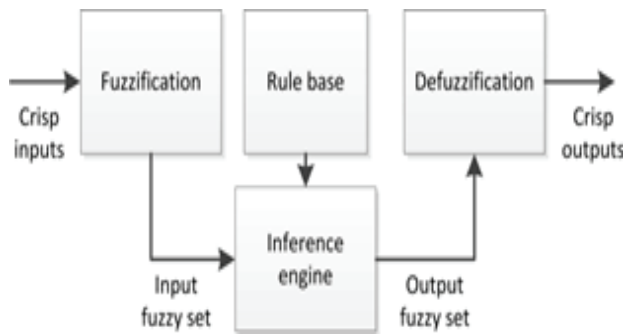 Fuzzification
Rule base
Defuzzification
Crisp
inputs
Crisp
outputs
Inference
engine
Input
fuzzy set
Output
fuzzy set